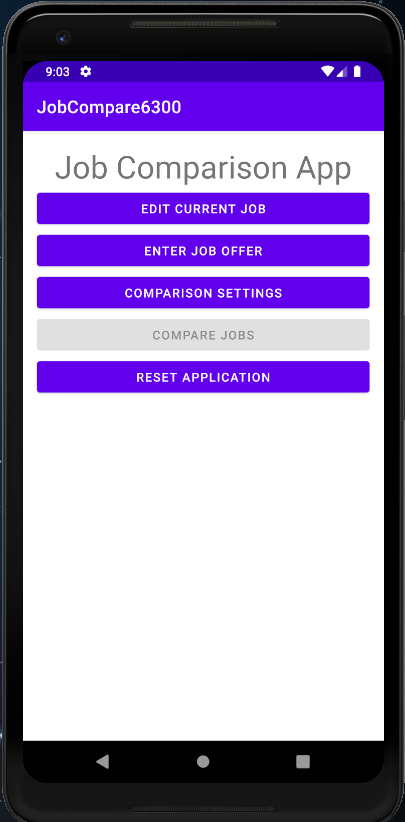 9:03
JobCompare6300
Job Comparison App
EDIT CURRENT JOB
ENTER JOB OFFER
COMPARISON SETTINGS
COMPARE JOBS
RESET APPLICATION